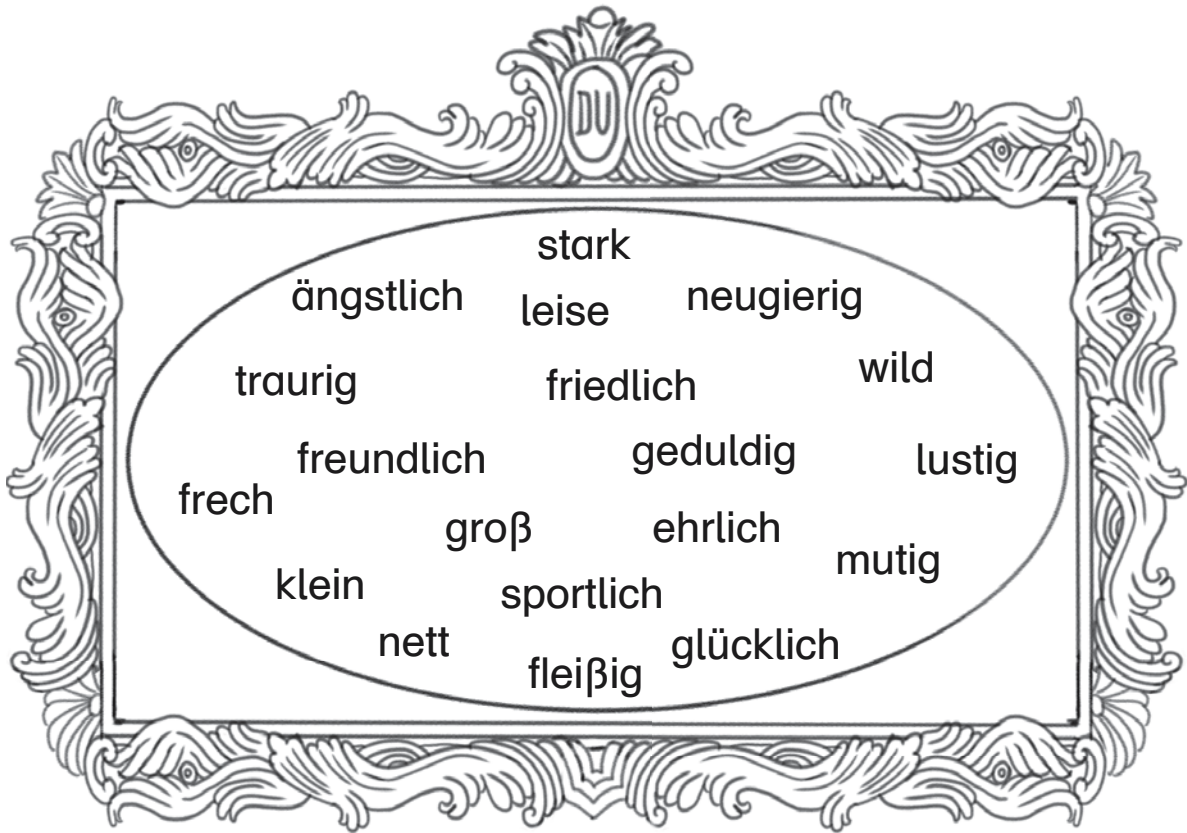 DU
stark
ängstlich
leise
neugierig
traurig
friedlich
wild
freundlich
geduldig
lustig
frech
groß
ehrlich
mutig
klein
sportlich
nett
glücklich
fleißig